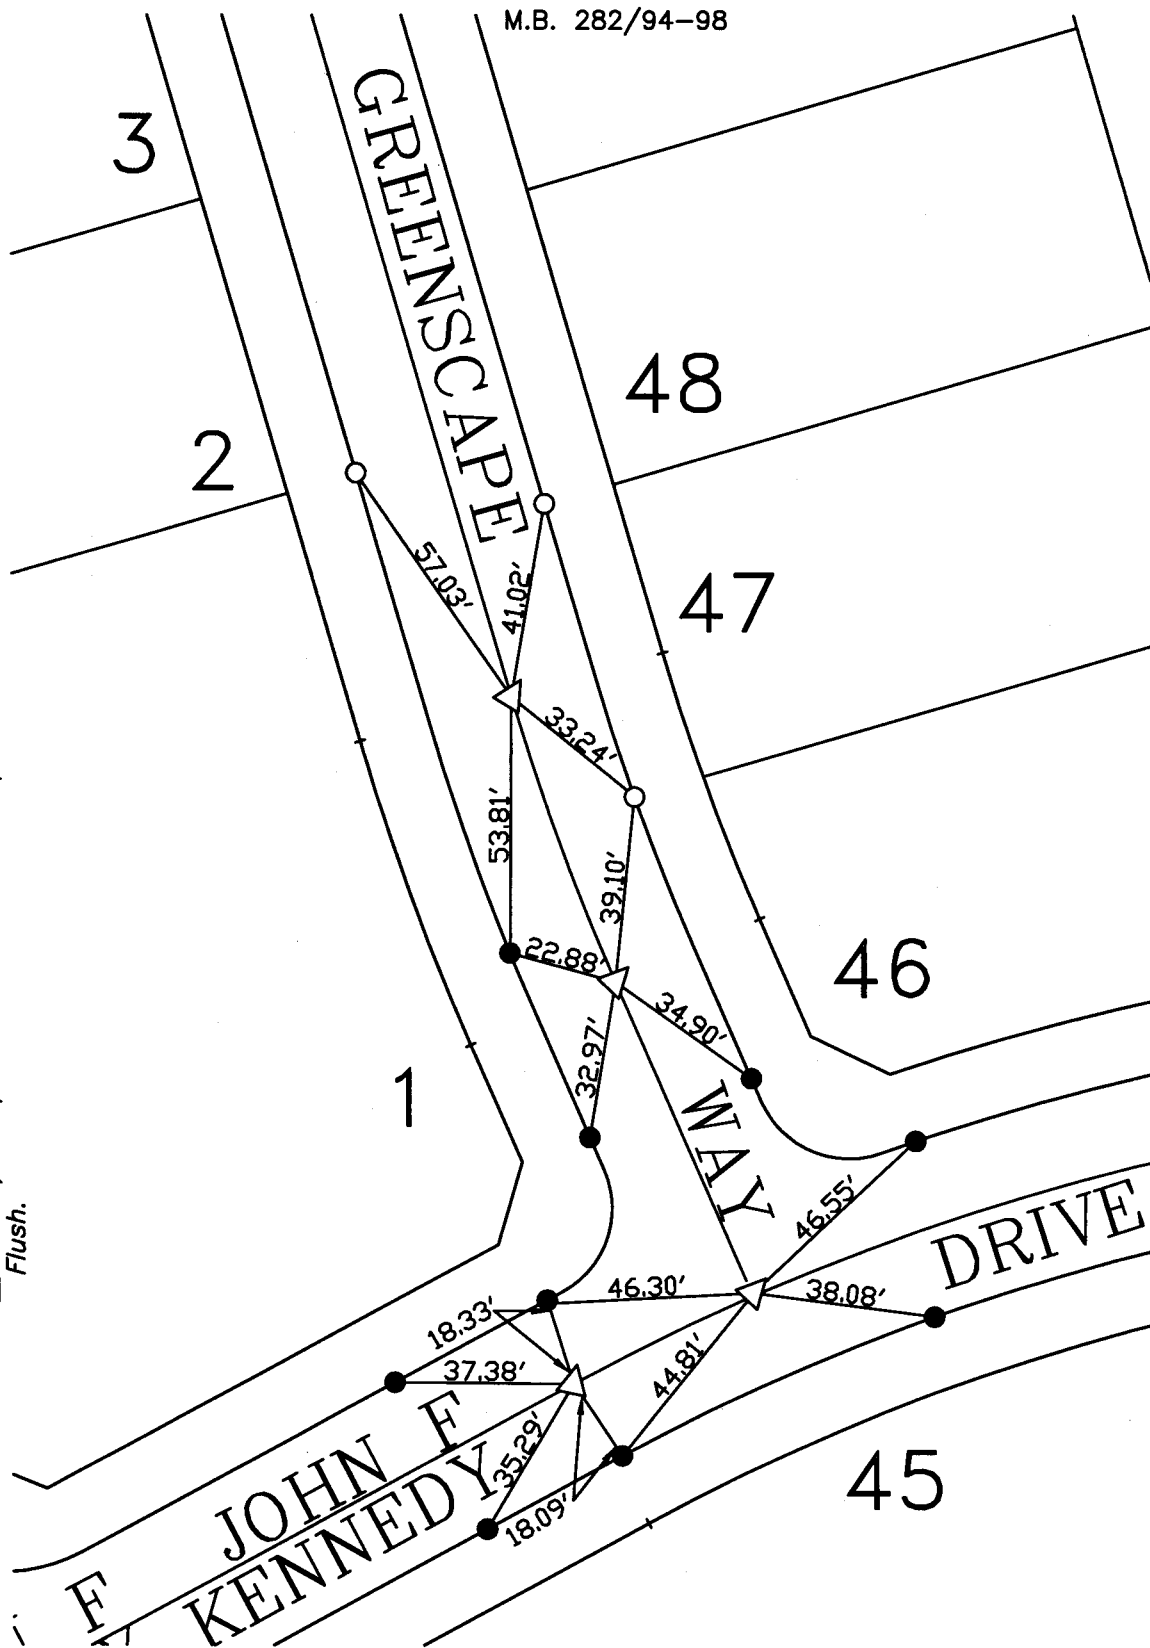 M.B. 282/94-98
3
GREENSCAPE
48
2
57.03'
41.02'
47
33.24'
53.81'
39.10'
22.88'
46
34.90'
32.97'
1
WAY
46.55'
Flush.
DRIVE
46.30'
38.08'
18.33'
37.38'
44.81'
JOHN F
KENNEDY
35.29'
18.09'
45
F